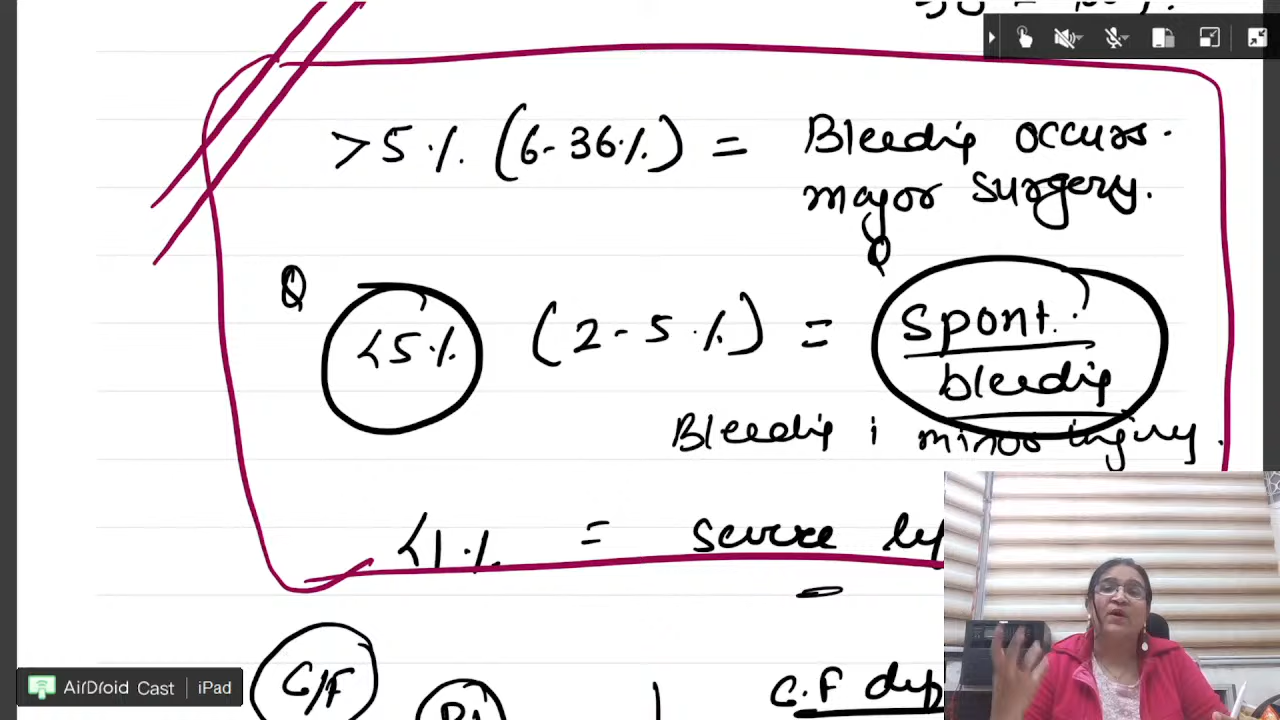 >5·/. (6-36·/.) = Bleeding occurs.
major surgery.
Q
Q <5·/. (2-5·/.) = Spont.
bleeding
Bleeding i minor injury.
<1·/. = severe
C/F
C.F dep
AirDroid Cast | iPad